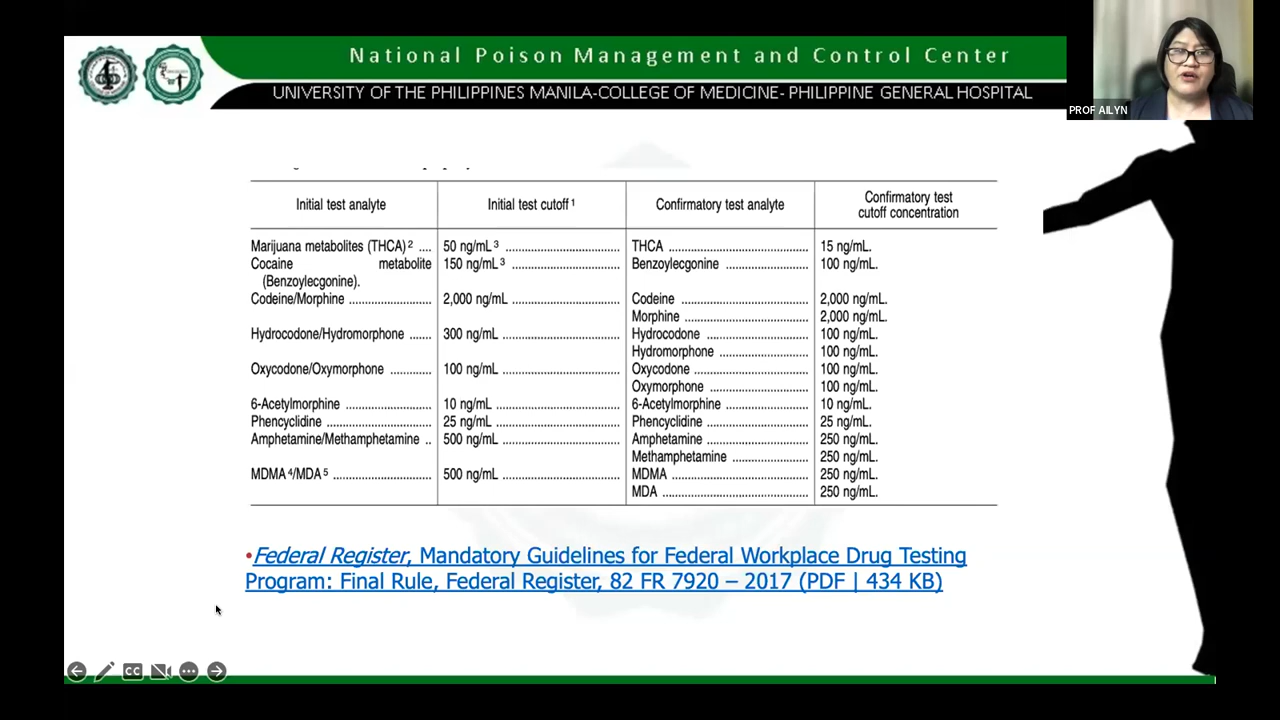 National Poison Management and Control Center
UNIVERSITY OF THE PHILIPPINES MANILA-COLLEGE OF MEDICINE- PHILIPPINE GENERAL HOSPITAL
PROF AILYN
Initial test analyte Initial test cutoff 1 Confirmatory test analyte Confirmatory test cutoff concentration
Marijuana metabolites (THCA) 2 .... 50 ng/mL 3 .................................... THCA ........................................... 15 ng/mL.
Cocaine metabolite 150 ng/mL 3 .................................. Benzoylecgonine ......................... 100 ng/mL.
(Benzoylecgonine).
Codeine/Morphine .......................... 2,000 ng/mL .................................. Codeine ........................................ 2,000 ng/mL.
Morphine ....................................... 2,000 ng/mL.
Hydrocodone/Hydromorphone ....... 300 ng/mL .................................... Hydrocodone ................................ 100 ng/mL.
Hydromorphone ............................ 100 ng/mL.
Oxycodone/Oxymorphone ............. 100 ng/mL .................................... Oxycodone ................................... 100 ng/mL.
Oxymorphone ............................... 100 ng/mL.
6-Acetylmorphine ........................... 10 ng/mL ...................................... 6-Acetylmorphine .......................... 10 ng/mL.
Phencyclidine ................................. 25 ng/mL ...................................... Phencyclidine ................................ 25 ng/mL.
Amphetamine/Methamphetamine .. 500 ng/mL .................................... Amphetamine ................................ 250 ng/mL.
Methamphetamine ........................ 250 ng/mL.
MDMA 4/MDA 5 ............................... 500 ng/mL .................................... MDMA ........................................... 250 ng/mL.
MDA .............................................. 250 ng/mL.
•Federal Register, Mandatory Guidelines for Federal Workplace Drug Testing
Program: Final Rule, Federal Register, 82 FR 7920 – 2017 (PDF | 434 KB)
CC